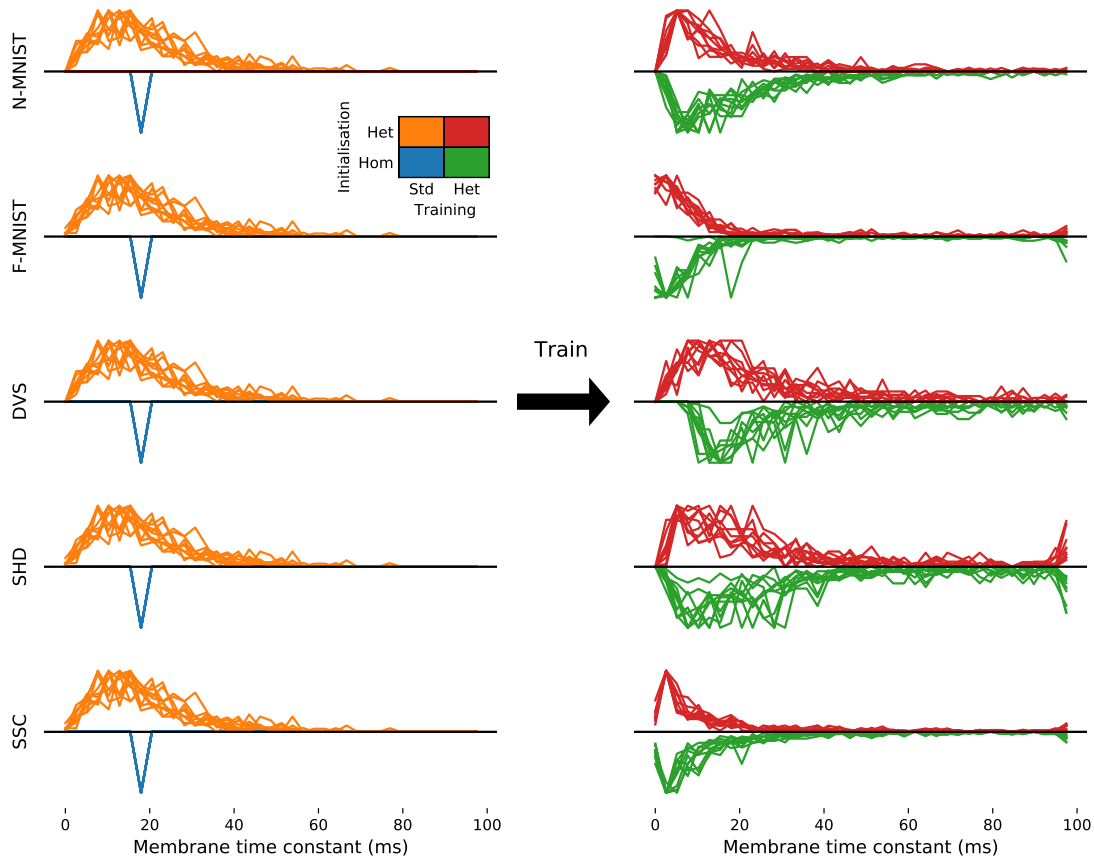 N-MNIST
Initialisation
Het
Hom
Std Het
Training
F-MNIST
DVS
Train
SHD
SSC
0 20 40 60 80 100
Membrane time constant (ms)
0 20 40 60 80 100
Membrane time constant (ms)